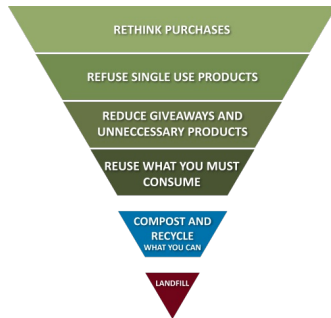 RETHINK PURCHASES
REFUSE SINGLE USE PRODUCTS
REDUCE GIVEAWAYS AND
UNNECCESSARY PRODUCTS
REUSE WHAT YOU MUST
CONSUME
COMPOST AND
RECYCLE
WHAT YOU CAN
LANDFILL